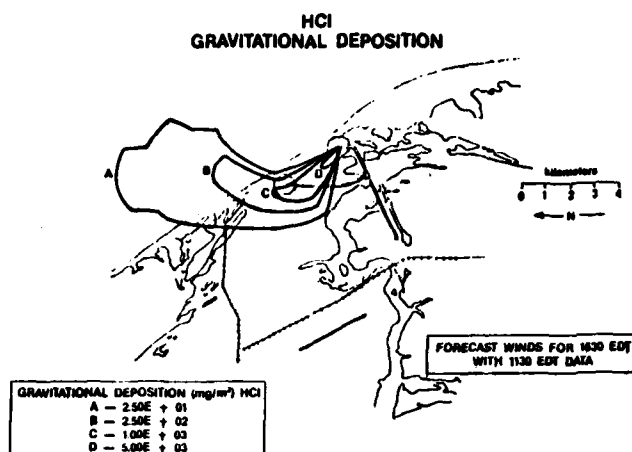 HCl
GRAVITATIONAL DEPOSITION
A
B
C
D
kilometers
0 1 2 3 4
N
FORECAST WINDS FOR 1630 EDT
WITH 1130 EDT DATA
GRAVITATIONAL DEPOSITION (mg/m²) HCl
A — 2.50E + 01
B — 2.50E + 02
C — 1.00E + 03
D — 5.00E + 03